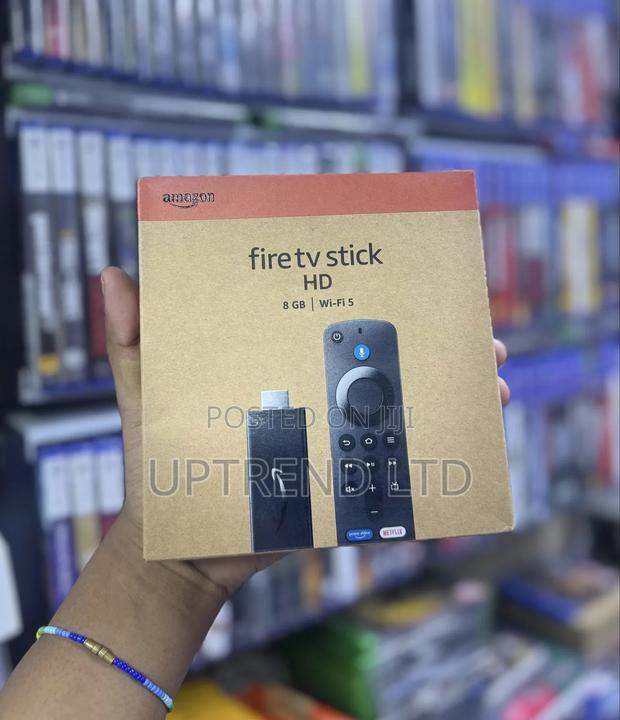 amazon
fire tv stick
HD
8 GB | Wi-Fi 5
POSTED ON JIJI
UPTREND LTD
prime video
NETFLIX